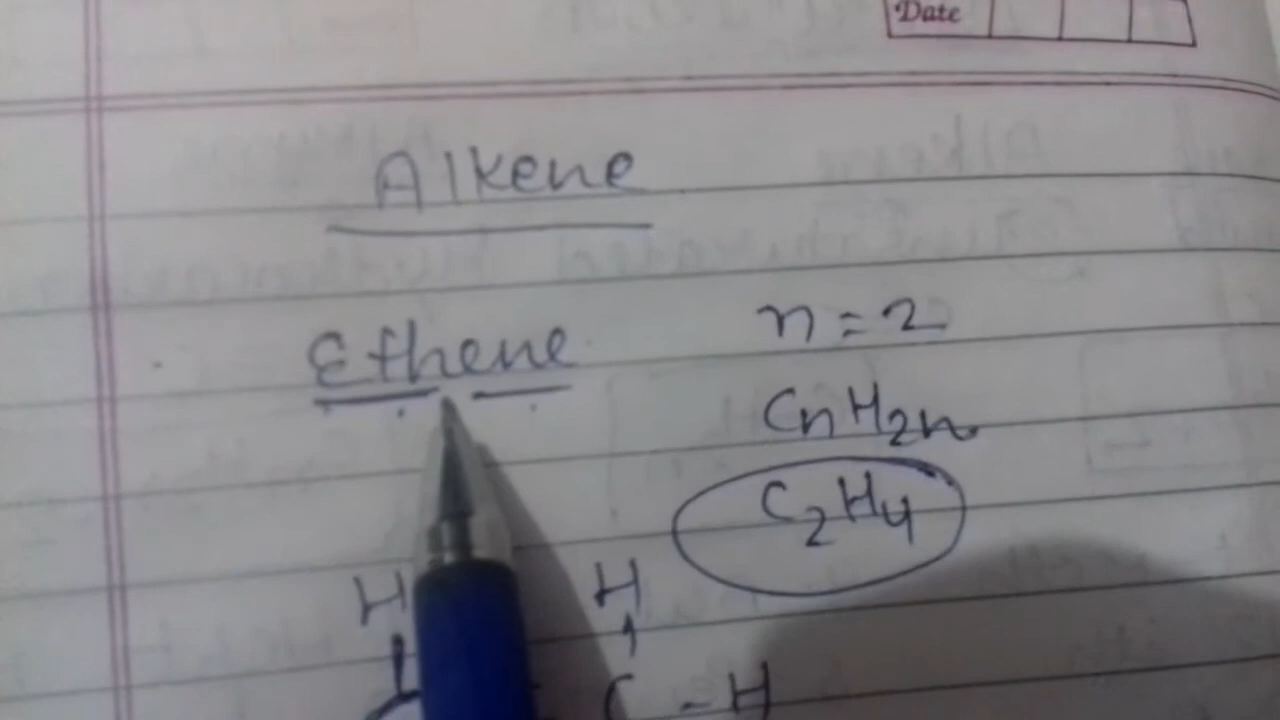 Date
Alkene
Ethene
n = 2
CnH2n
C2H4
H H
C - H